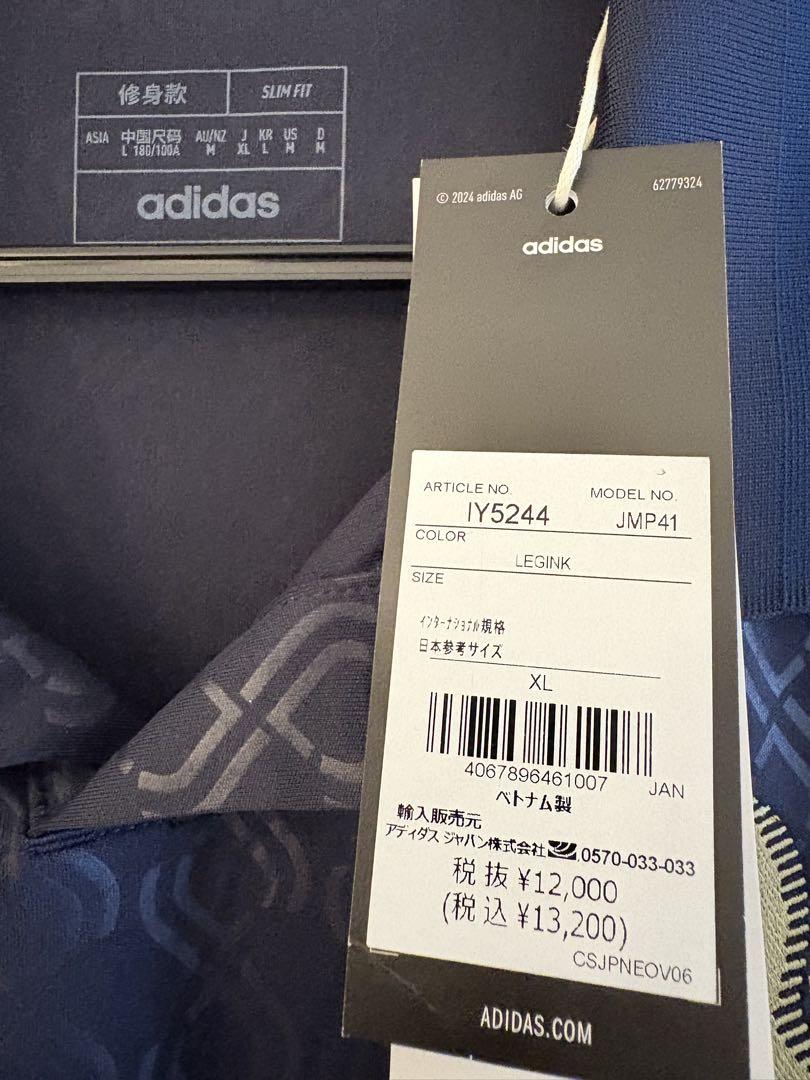 修身款 SLIM FIT
ASIA 中国尺码 AU/NZ J KR US D
L 180/100A M XL L M M
adidas
© 2024 adidas AG 62779324
adidas
ARTICLE NO. MODEL NO.
IY5244 JMP41
COLOR
LEGINK
SIZE
インターナショナル規格
日本参考サイズ
XL
4067896461007 JAN
ベトナム製
輸入販売元
アディダス ジャパン株式会社 0570-033-033
税抜 ¥12,000
(税込 ¥13,200)
CSJPNEOV06
ADIDAS.COM